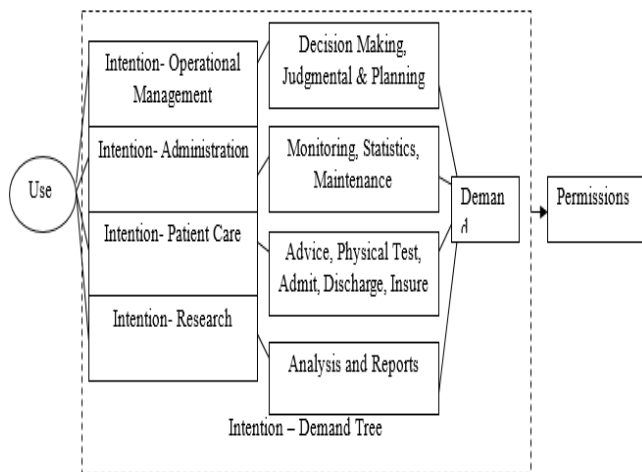 Use
Intention- Operational
Management
Intention- Administration
Intention- Patient Care
Intention- Research
Decision Making,
Judgmental & Planning
Monitoring, Statistics,
Maintenance
Advice, Physical Test,
Admit, Discharge, Insure
Analysis and Reports
Deman
d
Permissions
Intention – Demand Tree